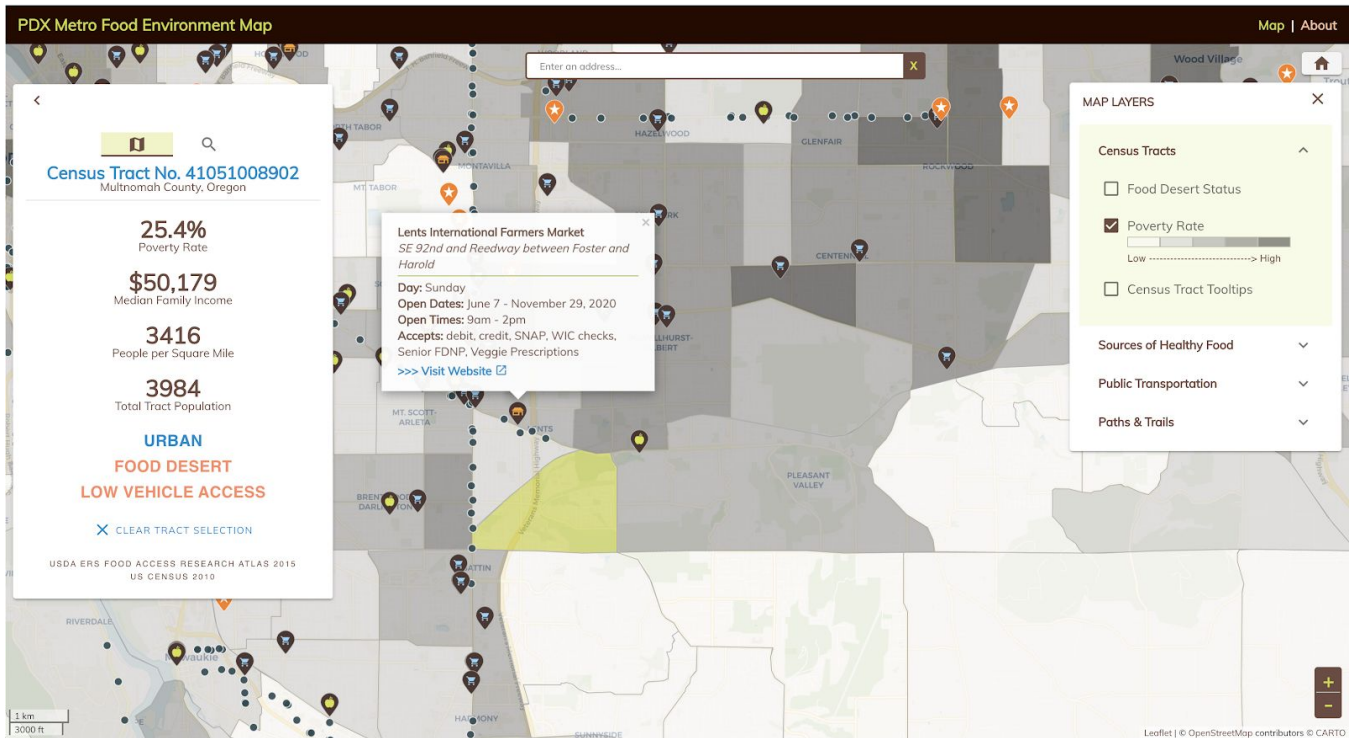 PDX Metro Food Environment Map
Map | About
Enter an address...
X
Census Tract No. 41051008902
Multnomah County, Oregon
25.4%
Poverty Rate
$50,179
Median Family Income
3416
People per Square Mile
3984
Total Tract Population
URBAN
FOOD DESERT
LOW VEHICLE ACCESS
CLEAR TRACT SELECTION
USDA ERS FOOD ACCESS RESEARCH ATLAS 2015
US CENSUS 2010
Lents International Farmers Market
SE 92nd and Reedway between Foster and
Harold
Day: Sunday
Open Dates: June 7 - November 29, 2020
Open Times: 9am - 2pm
Accepts: debit, credit, SNAP, WIC checks,
Senior FDNP, Veggie Prescriptions
>>> Visit Website
MAP LAYERS
Census Tracts
Food Desert Status
Poverty Rate
Low ---------------------------> High
Census Tract Tooltips
Sources of Healthy Food
Public Transportation
Paths & Trails
Wood Village
HAZELWOOD
GLENFAIR
ROCKWOOD
MONTAVILLA
MT. TABOR
MT. SCOTT-
ARLETA
PLEASANT
VALLEY
RIVERDALE
HARMONY
SUNNYSIDE
1 km
3000 ft
+
-
Leaflet | © OpenStreetMap contributors © CARTO